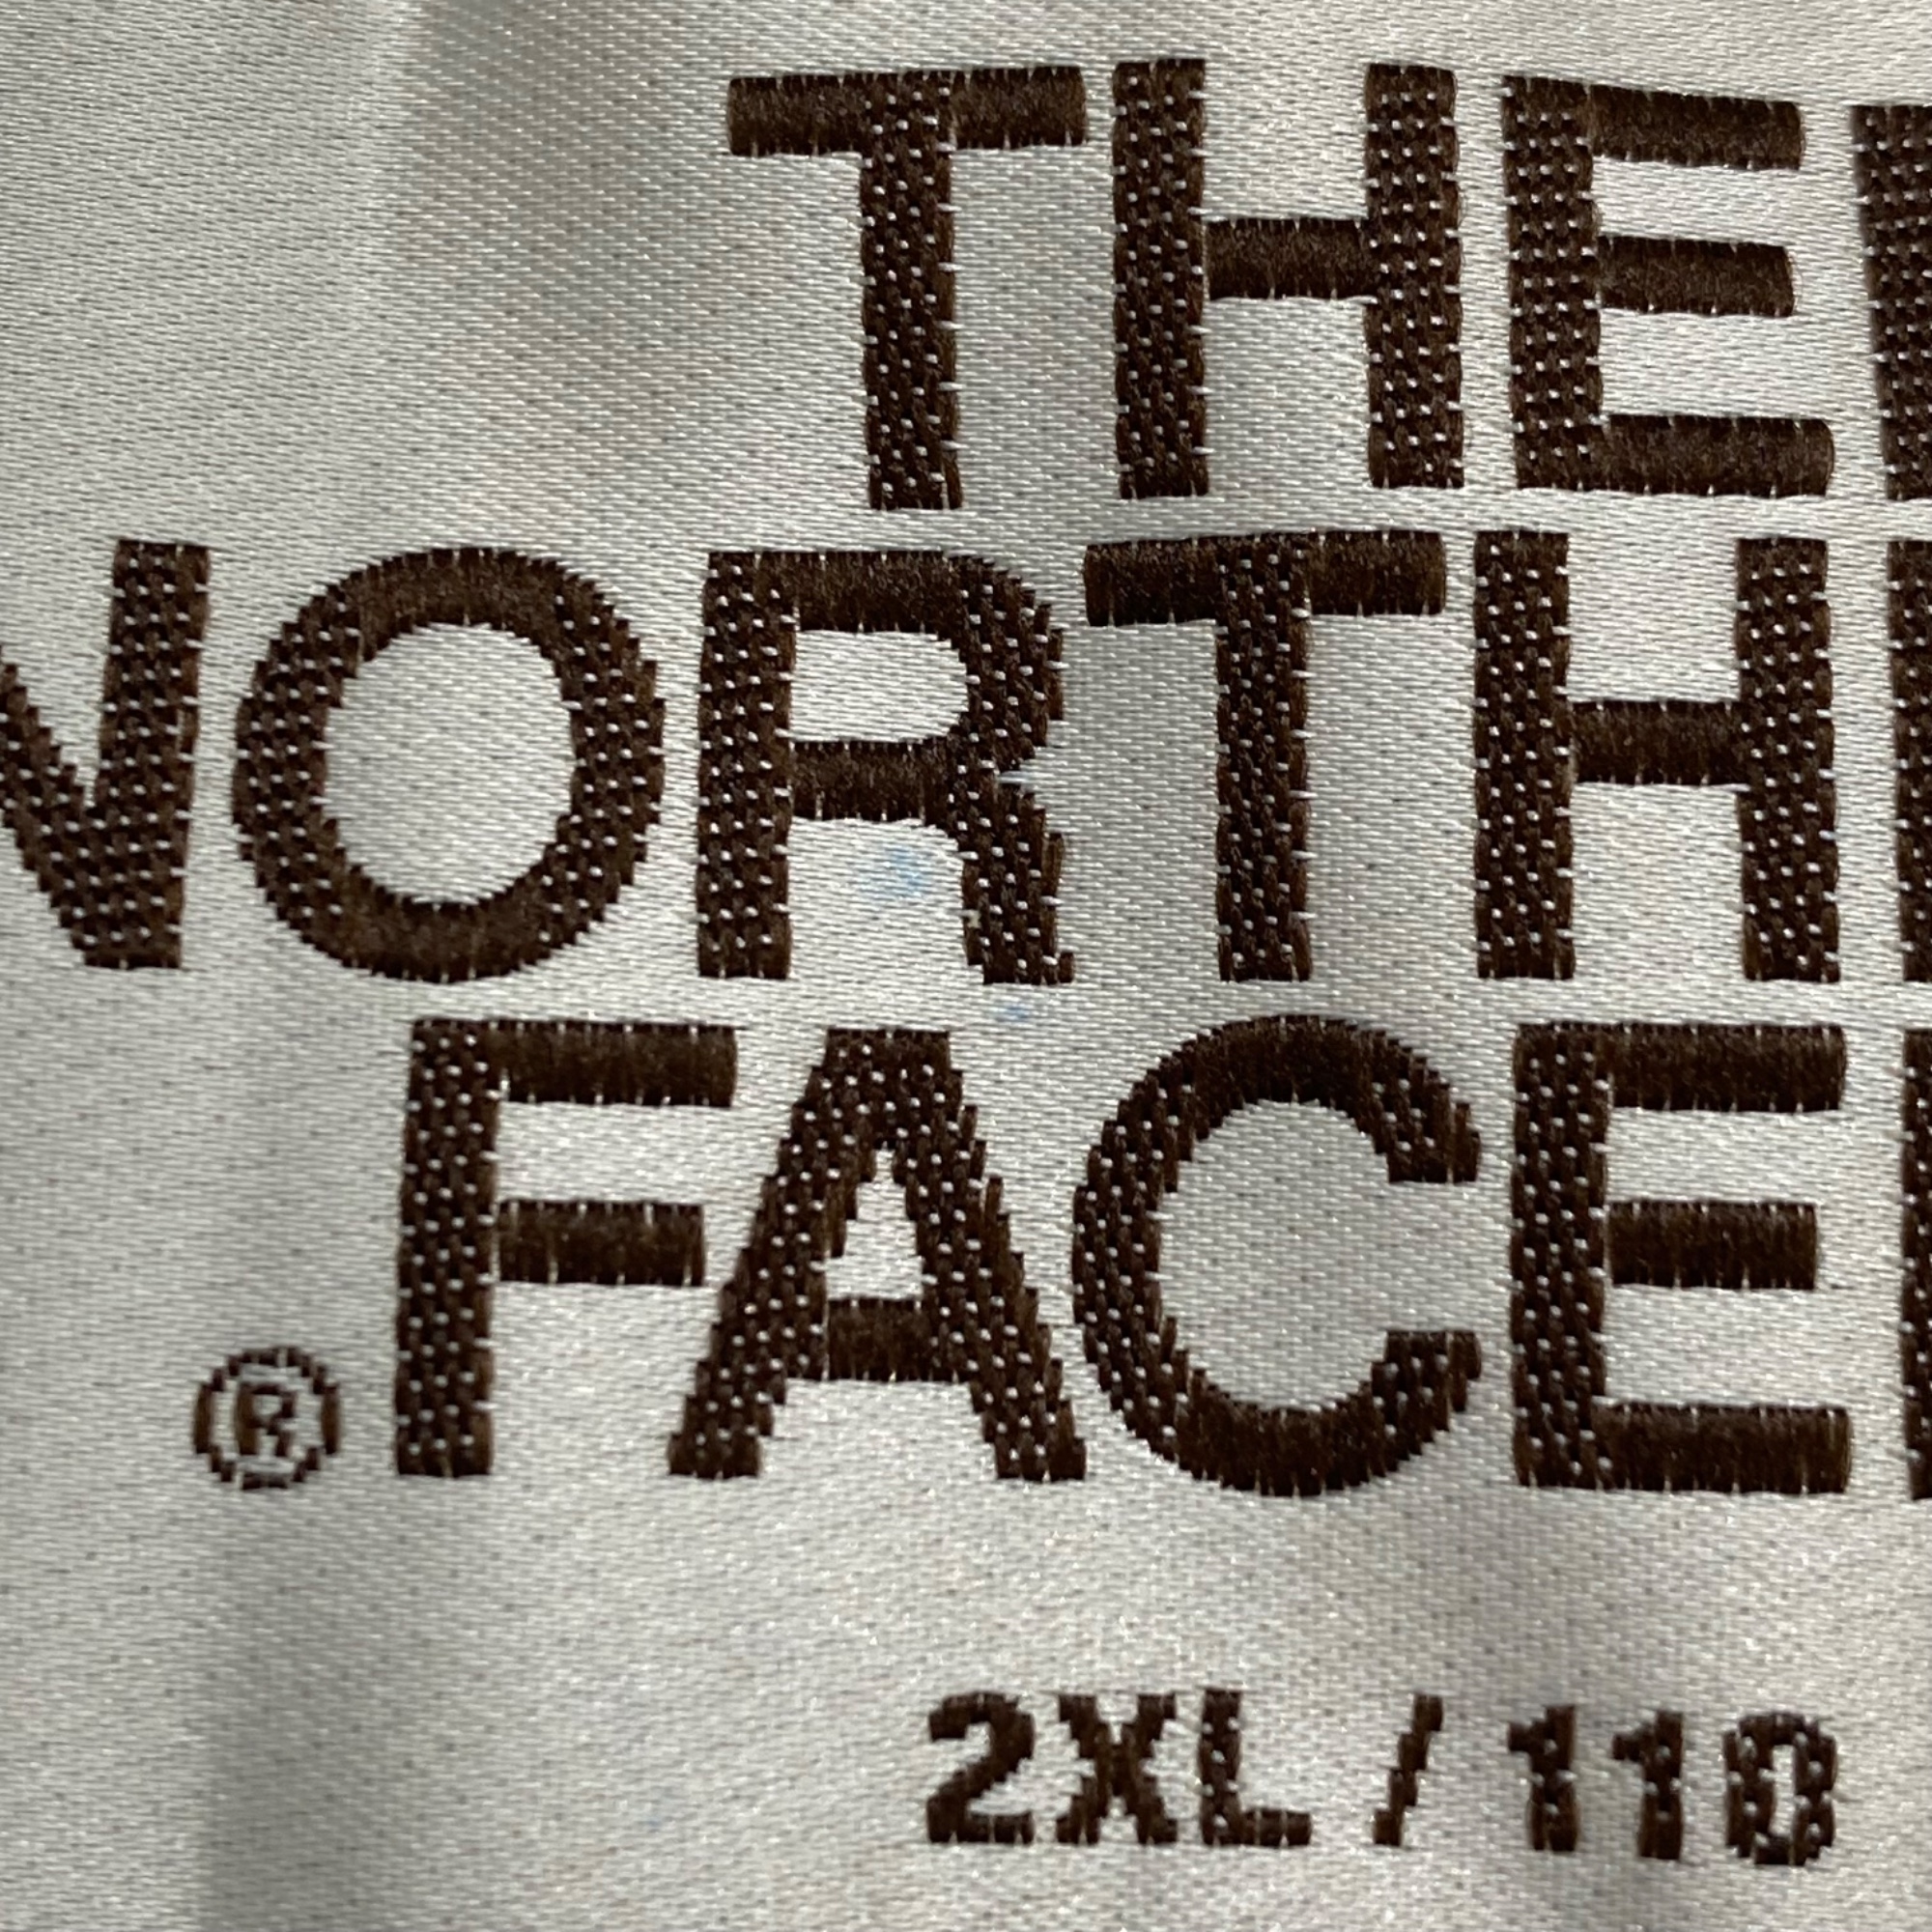 THE
NORTH
® FACE
2XL / 110